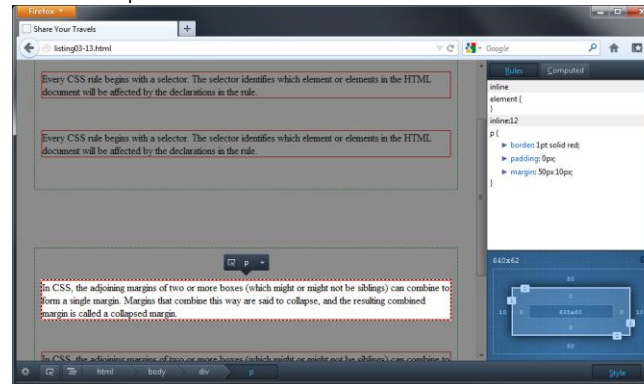 Firefox
Share Your Travels
listing03-13.html
Google
Every CSS rule begins with a selector. The selector identifies which element or elements in the HTML
document will be affected by the declarations in the rule.
Every CSS rule begins with a selector. The selector identifies which element or elements in the HTML
document will be affected by the declarations in the rule.
p
In CSS, the adjoining margins of two or more boxes (which might or might not be siblings) can combine to
form a single margin. Margins that combine this way are said to collapse, and the resulting combined
margin is called a collapsed margin.
In CSS, the adjoining margins of two or more boxes (which might or might not be siblings) can combine to
html body div p
Rules Computed
inline
element {
}
inline:12
p {
border: 1pt solid red;
padding: 0px;
margin: 50px 10px;
}
640x62
50
1
0
10 1 0 638x60 0 1 10
0
1
50
Style